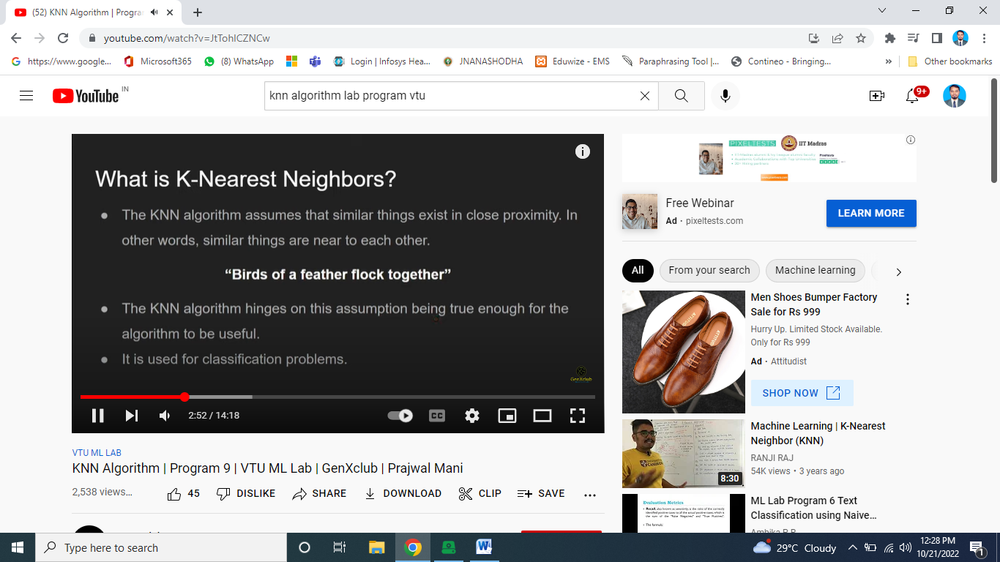 (52) KNN Algorithm | Progra
youtube.com/watch?v=JtTohlCZNCw
https://www.google...
Microsoft365
(8) WhatsApp
Login | Infosys Hea...
JNANASHODHA
Eduwize - EMS
Paraphrasing Tool |...
Contineo - Bringing...
»
Other bookmarks
YouTube IN
knn algorithm lab program vtu
9+
What is K-Nearest Neighbors?
● The KNN algorithm assumes that similar things exist in close proximity. In
other words, similar things are near to each other.
“Birds of a feather flock together”
● The KNN algorithm hinges on this assumption being true enough for the
algorithm to be useful.
● It is used for classification problems.
GenXclub
2:52 / 14:18
CC
VTU ML LAB
KNN Algorithm | Program 9 | VTU ML Lab | GenXclub | Prajwal Mani
2,538 views...
45
DISLIKE
SHARE
DOWNLOAD
CLIP
SAVE
PIXELTESTS
IIT Madras
Free Webinar
Ad · pixeltests.com
LEARN MORE
All
From your search
Machine learning
Men Shoes Bumper Factory
Sale for Rs 999
Hurry Up. Limited Stock Available.
Only for Rs 999
Ad · Attitudist
SHOP NOW
Machine Learning | K-Nearest
Neighbor (KNN)
RANJI RAJ
54K views · 3 years ago
8:30
Evaluation Metrics
ML Lab Program 6 Text
Classification using Naive...
Type here to search
29°C Cloudy
12:28 PM
10/21/2022
1